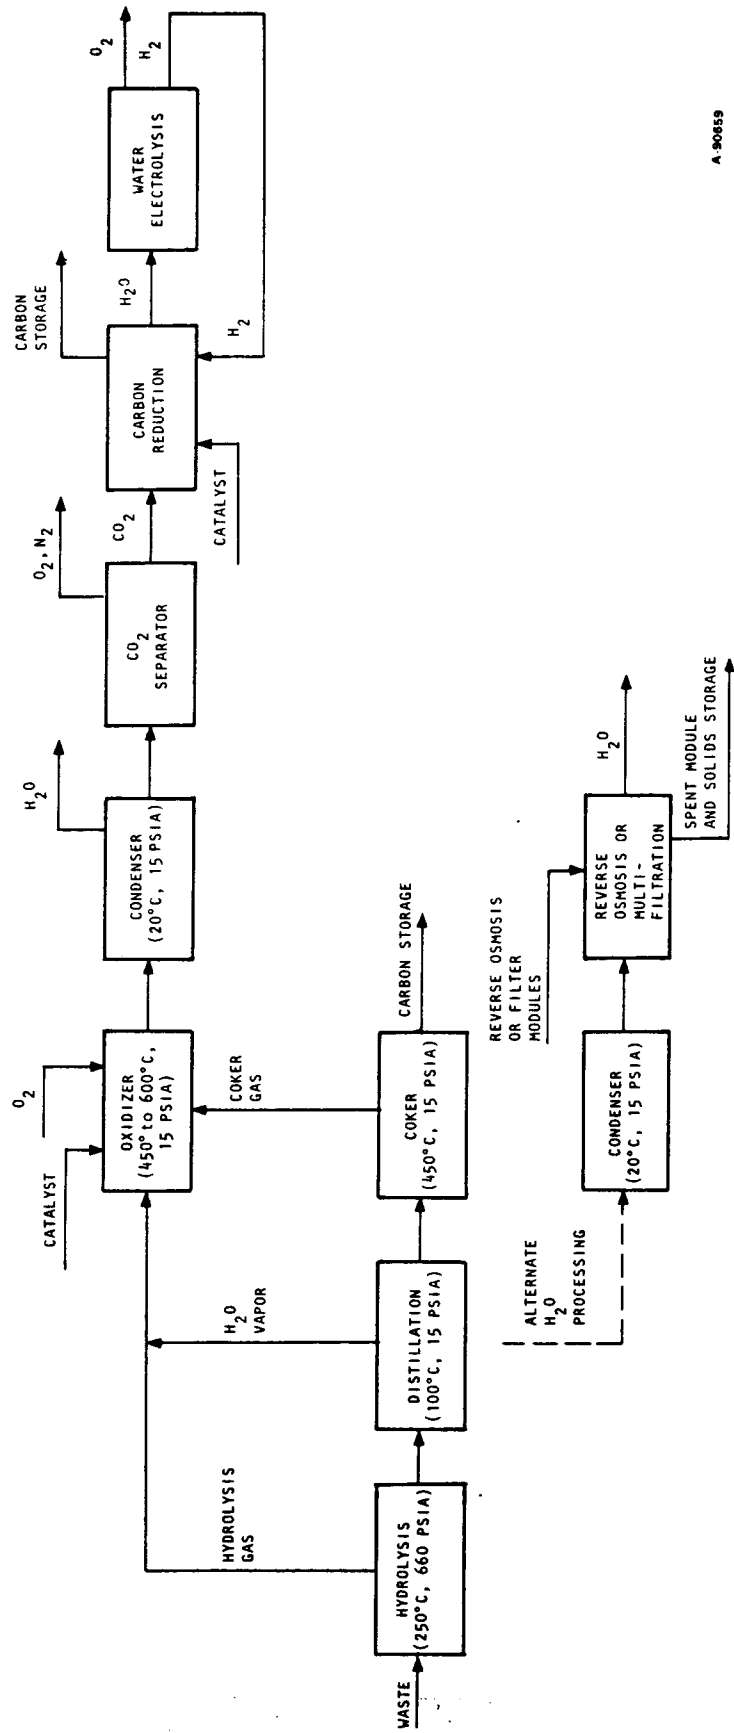 WASTE
HYDROLYSIS
(250°C, 660 PSIA)
HYDROLYSIS
GAS
DISTILLATION
(100°C, 15 PSIA)
H2O
VAPOR
COKER
(450°C, 15 PSIA)
COKER
GAS
CARBON STORAGE
CATALYST
O2
OXIDIZER
(450° to 600°C,
15 PSIA)
CONDENSER
(20°C, 15 PSIA)
H2O
CO2
SEPARATOR
O2, N2
CO2
CATALYST
CARBON
REDUCTION
CARBON
STORAGE
H2O
H2
WATER
ELECTROLYSIS
O2
H2
ALTERNATE
H2O
PROCESSING
CONDENSER
(20°C, 15 PSIA)
REVERSE OSMOSIS
OR FILTER
MODULES
REVERSE
OSMOSIS OR
MULTI-
FILTRATION
H2O
SPENT MODULE
AND SOLIDS STORAGE
A-90659